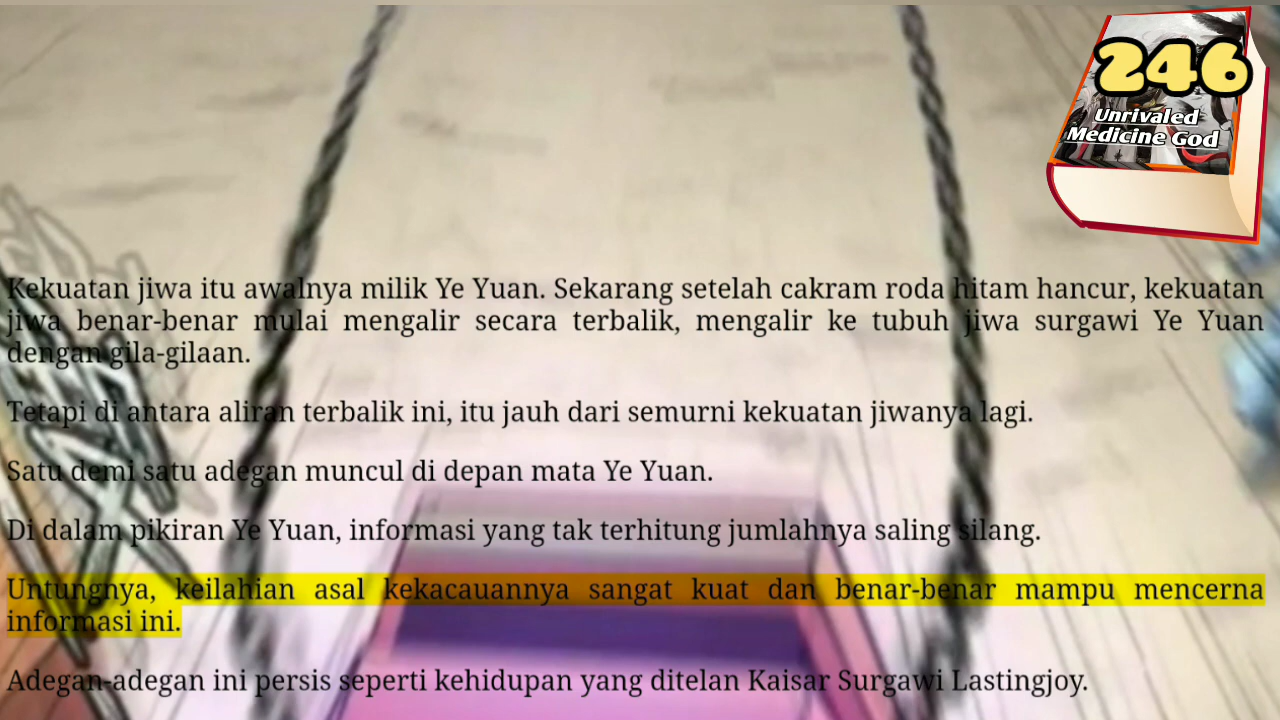 246
Unrivaled
Medicine God
Kekuatan jiwa itu awalnya milik Ye Yuan. Sekarang setelah cakram roda hitam hancur, kekuatan
jiwa benar-benar mulai mengalir secara terbalik, mengalir ke tubuh jiwa surgawi Ye Yuan
dengan gila-gilaan.
Tetapi di antara aliran terbalik ini, itu jauh dari semurni kekuatan jiwanya lagi.
Satu demi satu adegan muncul di depan mata Ye Yuan.
Di dalam pikiran Ye Yuan, informasi yang tak terhitung jumlahnya saling silang.
Untungnya, keilahian asal kekacauannya sangat kuat dan benar-benar mampu mencerna
informasi ini.
Adegan-adegan ini persis seperti kehidupan yang ditelan Kaisar Surgawi Lastingjoy.